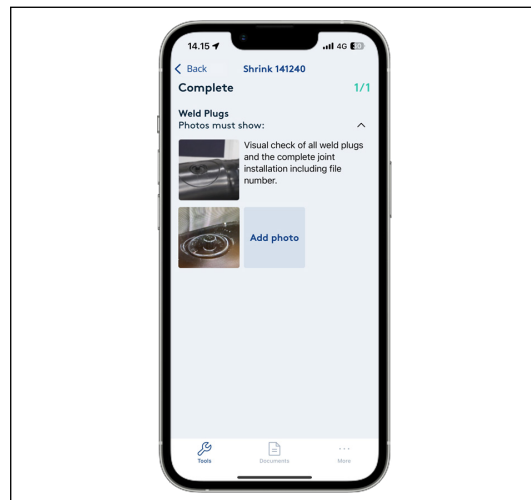 14.15 4G
Back Shrink 141240
Complete 1/1
Weld Plugs
Photos must show:
Visual check of all weld plugs
and the complete joint
installation including file
number.
Add photo
Tools Documents More